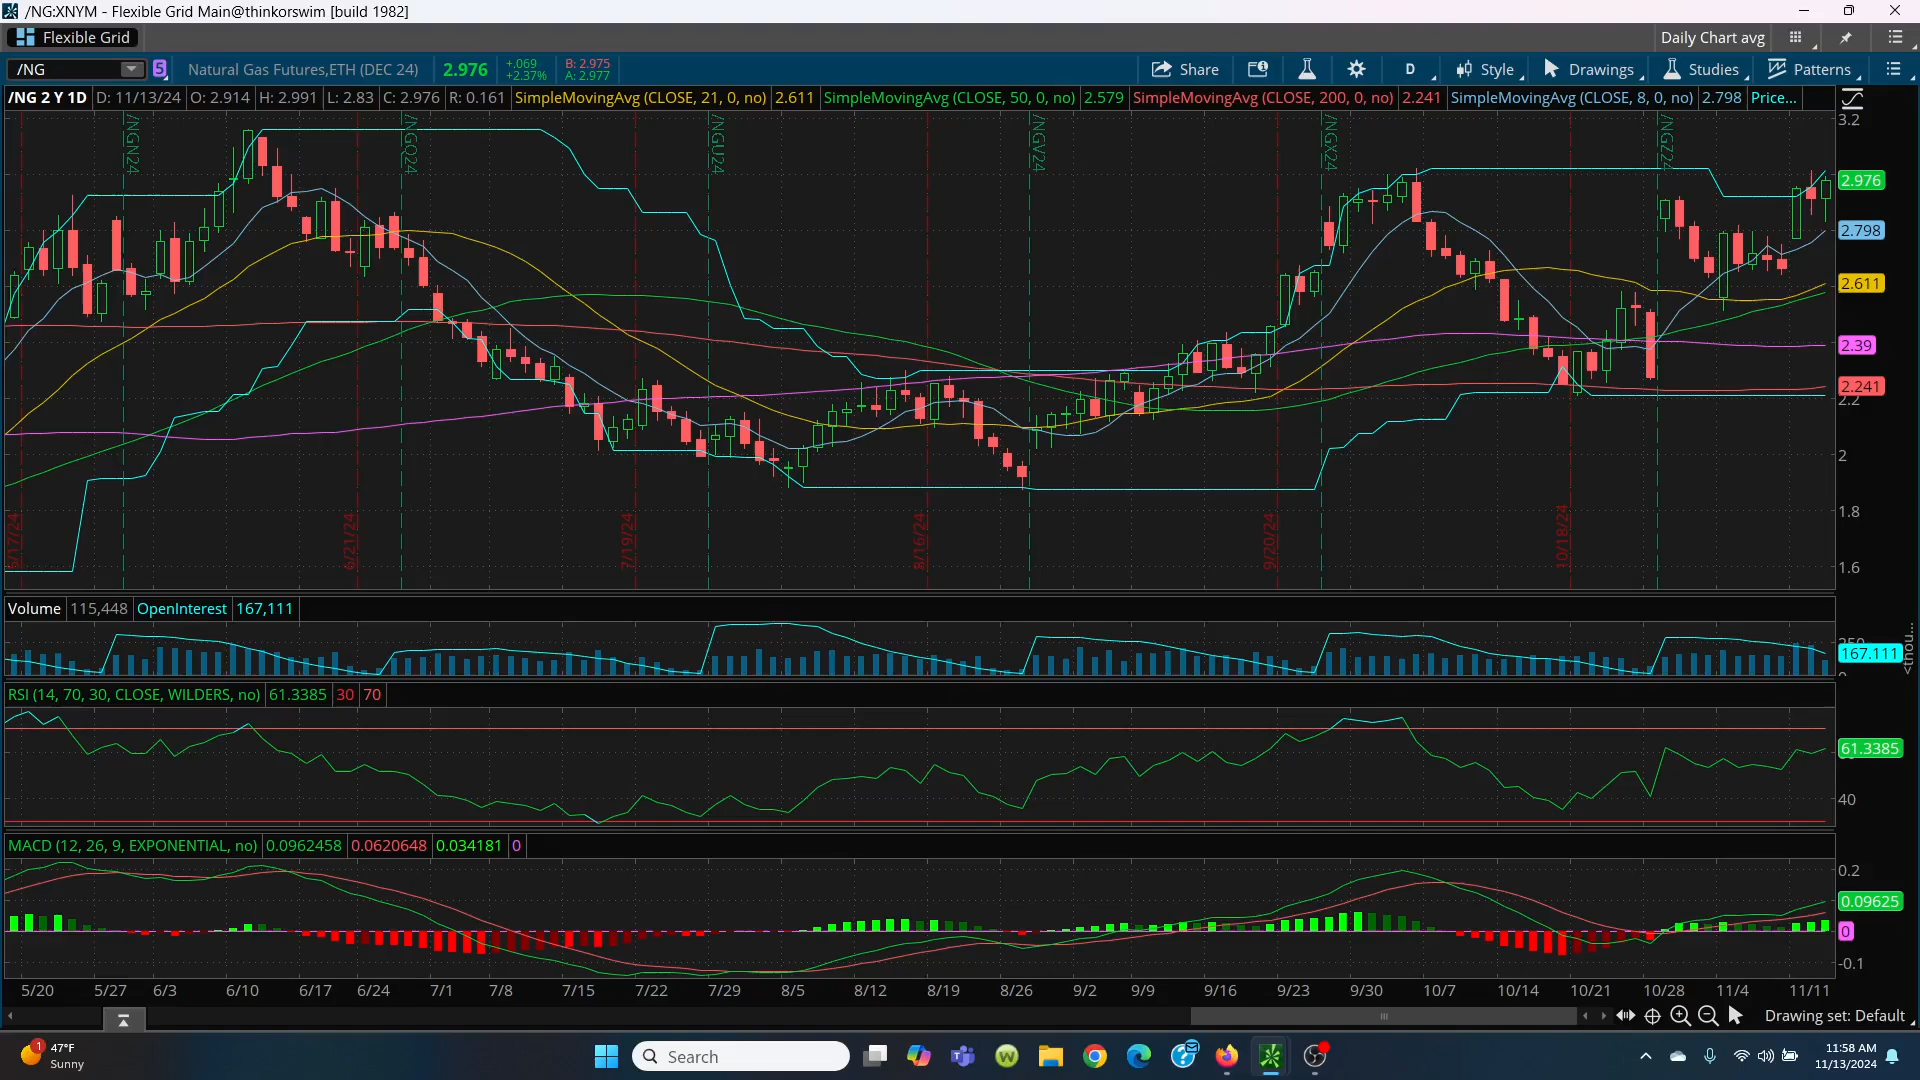 /NG:XNYM - Flexible Grid Main@thinkorswim [build 1982]
Flexible Grid
Daily Chart avg
/NG
5
Natural Gas Futures,ETH (DEC 24)
2.976
+.069
+2.37%
B: 2.975
A: 2.977
Share
D
Style
Drawings
Studies
Patterns
/NG 2 Y 1D D: 11/13/24 O: 2.914 H: 2.991 L: 2.83 C: 2.976 R: 0.161 SimpleMovingAvg (CLOSE, 21, 0, no) 2.611 SimpleMovingAvg (CLOSE, 50, 0, no) 2.579 SimpleMovingAvg (CLOSE, 200, 0, no) 2.241 SimpleMovingAvg (CLOSE, 8, 0, no) 2.798 Price...
/NGN24
/NGQ24
/NGU24
/NGV24
/NGX24
/NGZ24
3.2
2.976
2.798
2.611
2.39
2.241
2.2
2
1.8
1.6
5/17/24
6/21/24
7/19/24
8/16/24
9/20/24
10/18/24
Volume 115,448 OpenInterest 167,111
250
167.111
0
<thou...
RSI (14, 70, 30, CLOSE, WILDERS, no) 61.3385 30 70
61.3385
40
MACD (12, 26, 9, EXPONENTIAL, no) 0.0962458 0.0620648 0.034181 0
0.2
0.09625
0
-0.1
5/20 5/27 6/3 6/10 6/17 6/24 7/1 7/8 7/15 7/22 7/29 8/5 8/12 8/19 8/26 9/2 9/9 9/16 9/23 9/30 10/7 10/14 10/21 10/28 11/4 11/11
Drawing set: Default
1
47°F
Sunny
Search
11:58 AM
11/13/2024